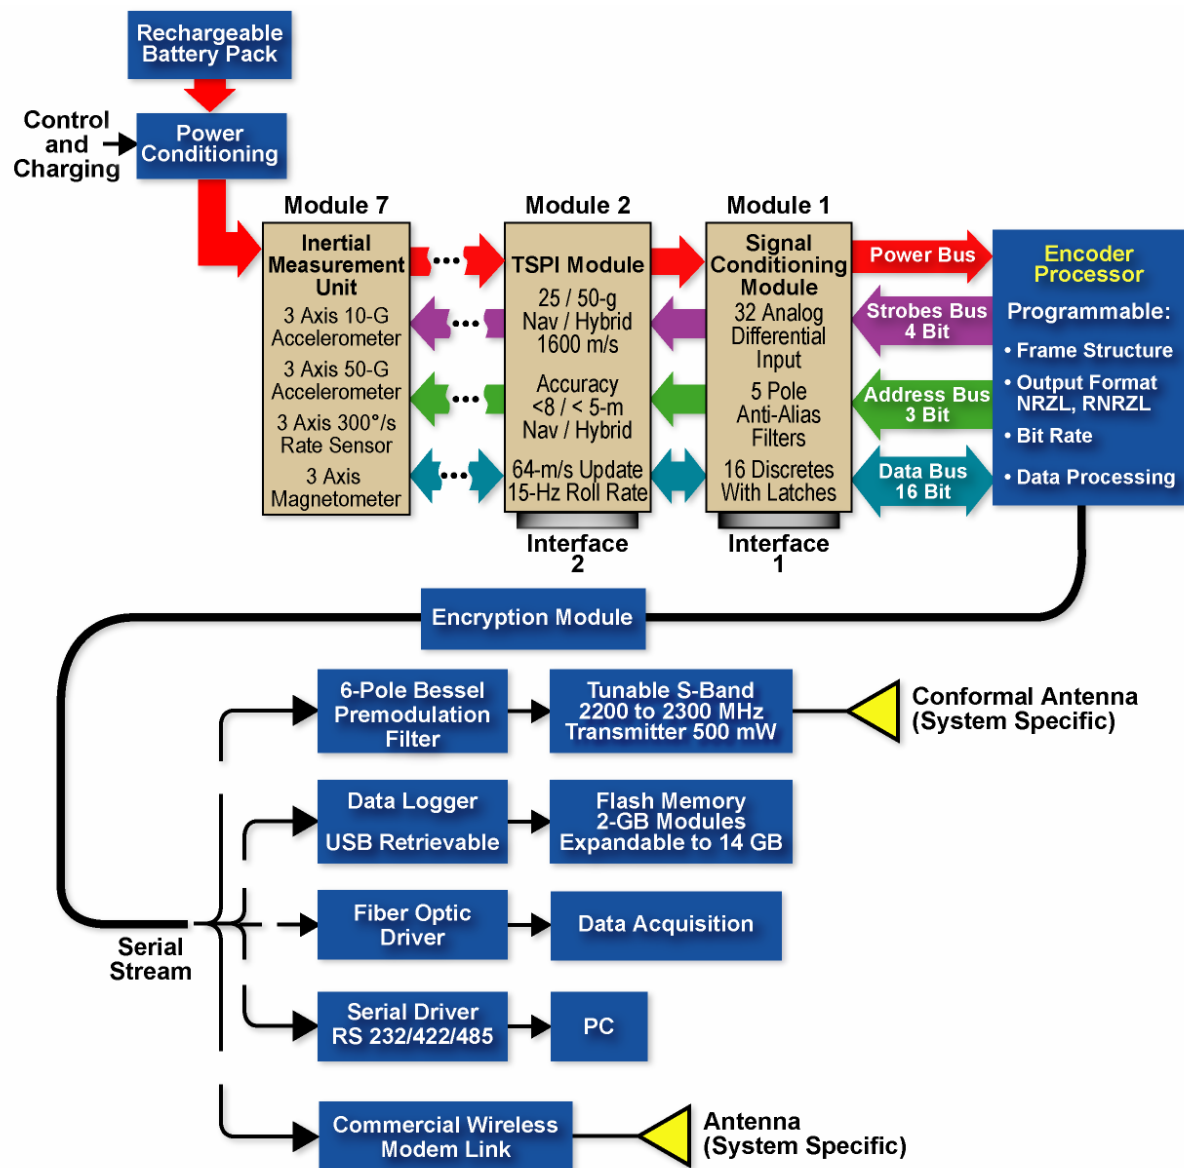 Rechargeable
Battery Pack
Control
and
Charging
Power
Conditioning
Module 7
Module 2
Module 1
Inertial
Measurement
Unit
3 Axis 10-G
Accelerometer
3 Axis 50-G
Accelerometer
3 Axis 300°/s
Rate Sensor
3 Axis
Magnetometer
TSPI Module
25 / 50-g
Nav / Hybrid
1600 m/s
Accuracy
<8 / < 5-m
Nav / Hybrid
64-m/s Update
15-Hz Roll Rate
Interface
2
Signal
Conditioning
Module
32 Analog
Differential
Input
5 Pole
Anti-Alias
Filters
16 Discretes
With Latches
Interface
1
Power Bus
Strobes Bus
4 Bit
Address Bus
3 Bit
Data Bus
16 Bit
Encoder
Processor
Programmable:
• Frame Structure
• Output Format
NRZL, RNRZL
• Bit Rate
• Data Processing
Encryption Module
6-Pole Bessel
Premodulation
Filter
Tunable S-Band
2200 to 2300 MHz
Transmitter 500 mW
Conformal Antenna
(System Specific)
Data Logger
USB Retrievable
Flash Memory
2-GB Modules
Expandable to 14 GB
Serial
Stream
Fiber Optic
Driver
Data Acquisition
Serial Driver
RS 232/422/485
PC
Commercial Wireless
Modem Link
Antenna
(System Specific)